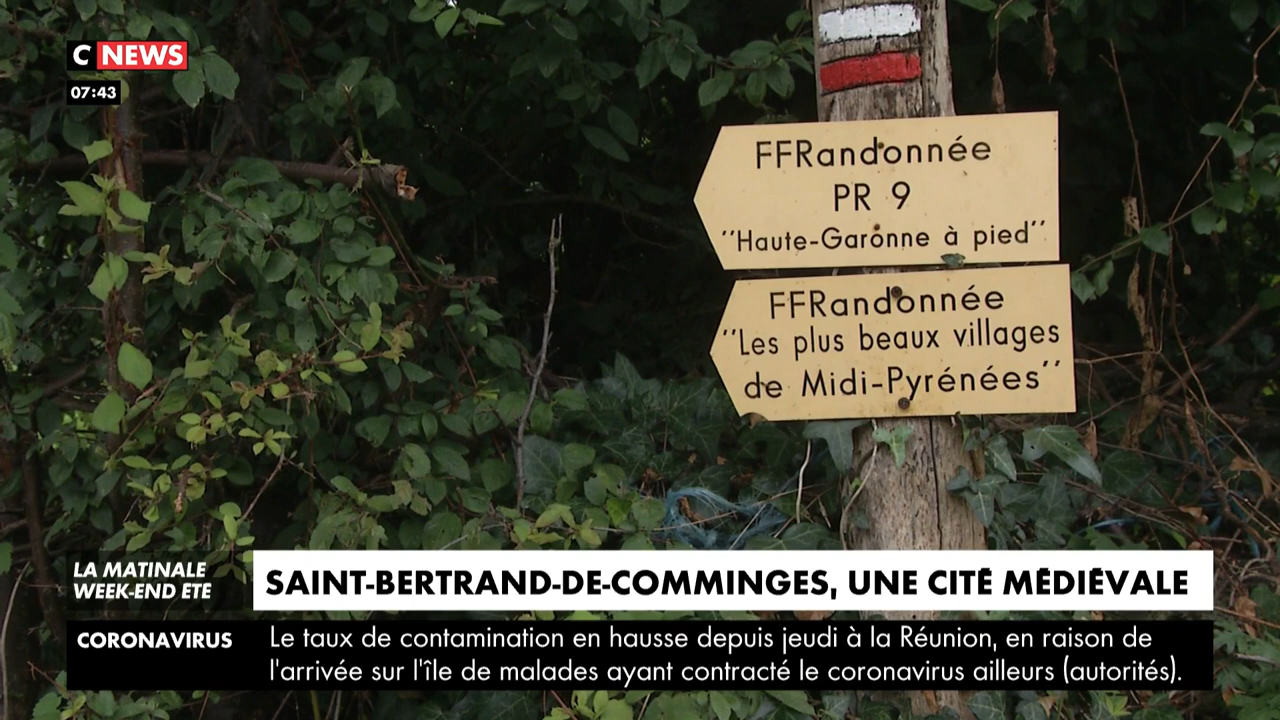 CNEWS
07:43
FFRandonnée
PR 9
"Haute-Garonne à pied"
FFRandonnée
"Les plus beaux villages
de Midi-Pyrénées"
LA MATINALE
WEEK-END ÉTÉ
SAINT-BERTRAND-DE-COMMINGES, UNE CITÉ MÉDIÉVALE
CORONAVIRUS
Le taux de contamination en hausse depuis jeudi à la Réunion, en raison de
l'arrivée sur l'île de malades ayant contracté le coronavirus ailleurs (autorités).